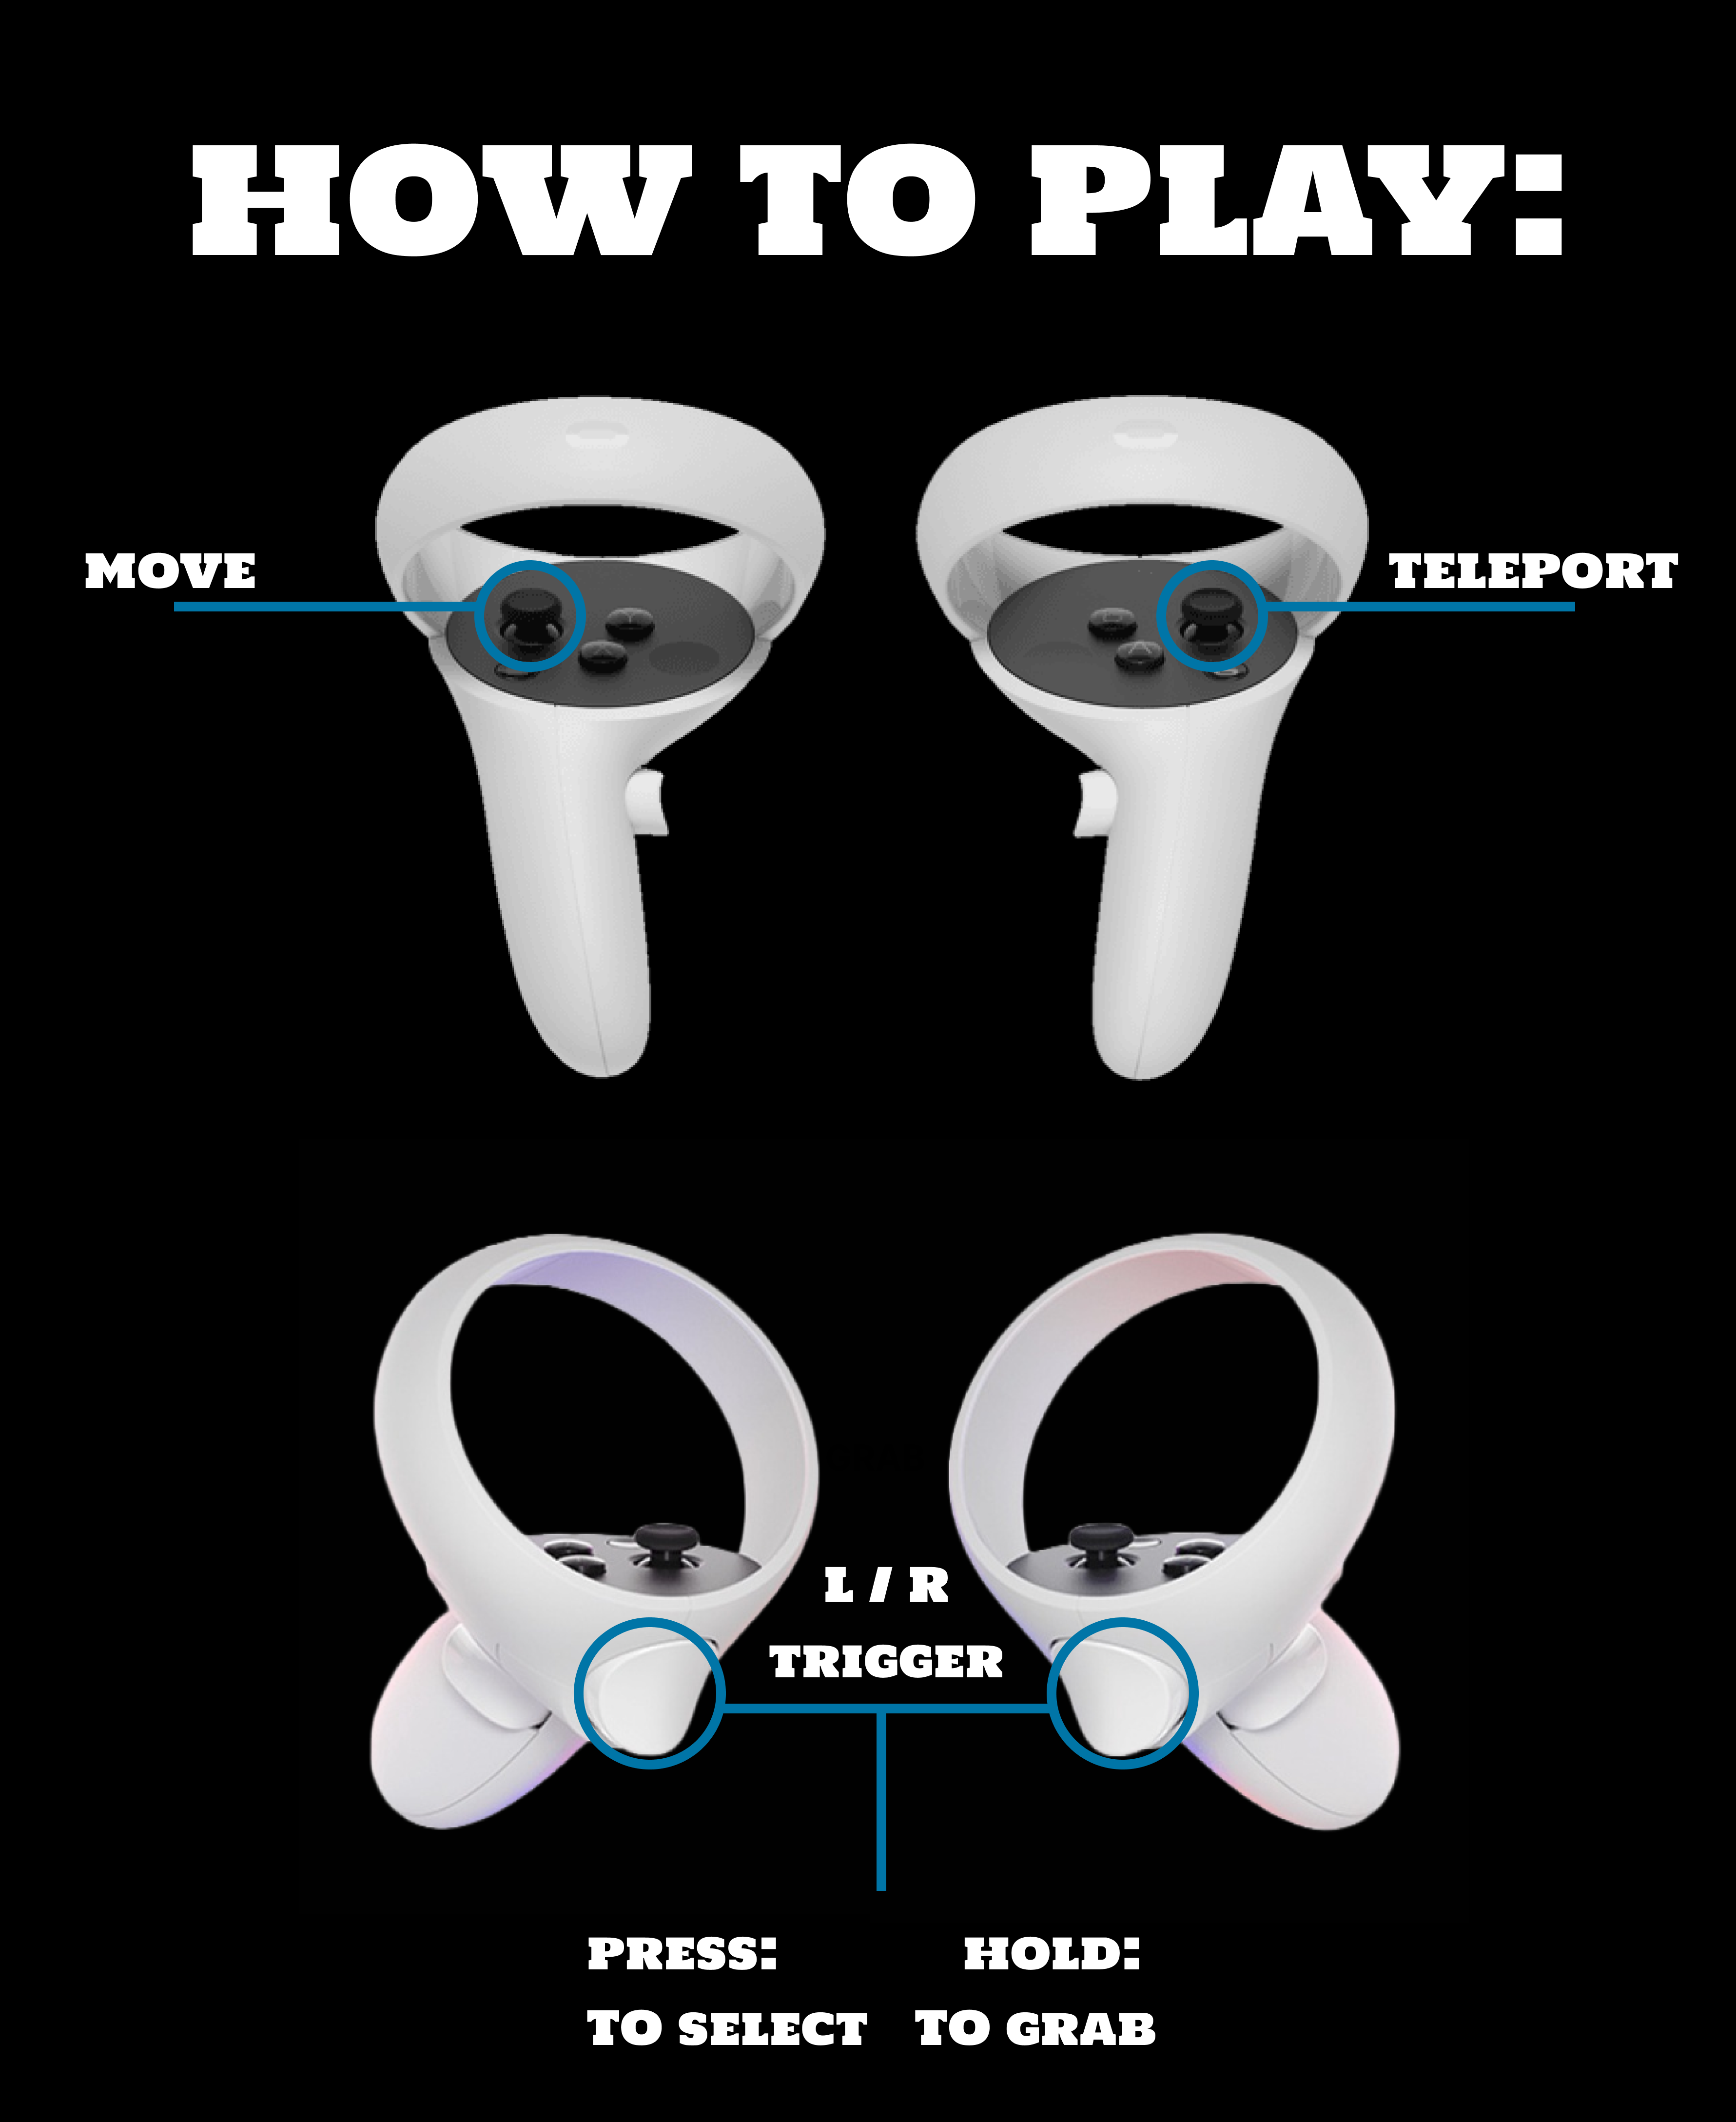 HOW TO PLAY:
MOVE
TELEPORT
Y
X
B
A
L / R
TRIGGER
PRESS:
HOLD:
TO SELECT
TO GRAB